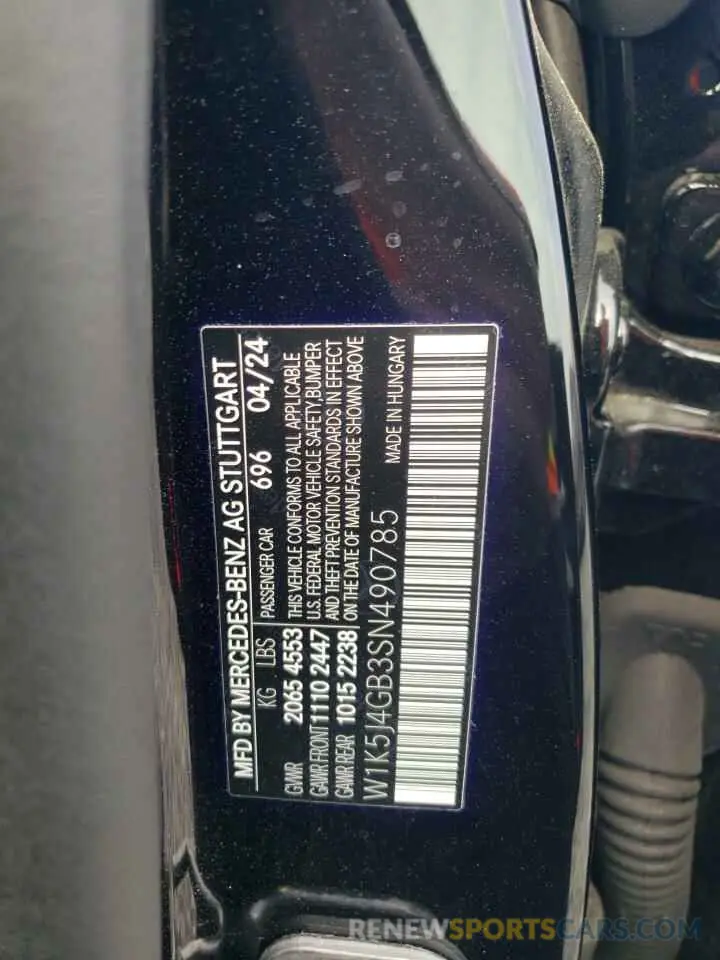 MFD BY MERCEDES-BENZ AG STUTTGART
KG LBS PASSENGER CAR 696 04/24
GVWR 2065 4553 THIS VEHICLE CONFORMS TO ALL APPLICABLE
GAWR FRONT 1110 2447 U.S. FEDERAL MOTOR VEHICLE SAFETY, BUMPER
GAWR REAR 1015 2238 AND THEFT PREVENTION STANDARDS IN EFFECT
ON THE DATE OF MANUFACTURE SHOWN ABOVE
W1K5J4GB3SN490785 MADE IN HUNGARY
RENEWSPORTSCARS.COM